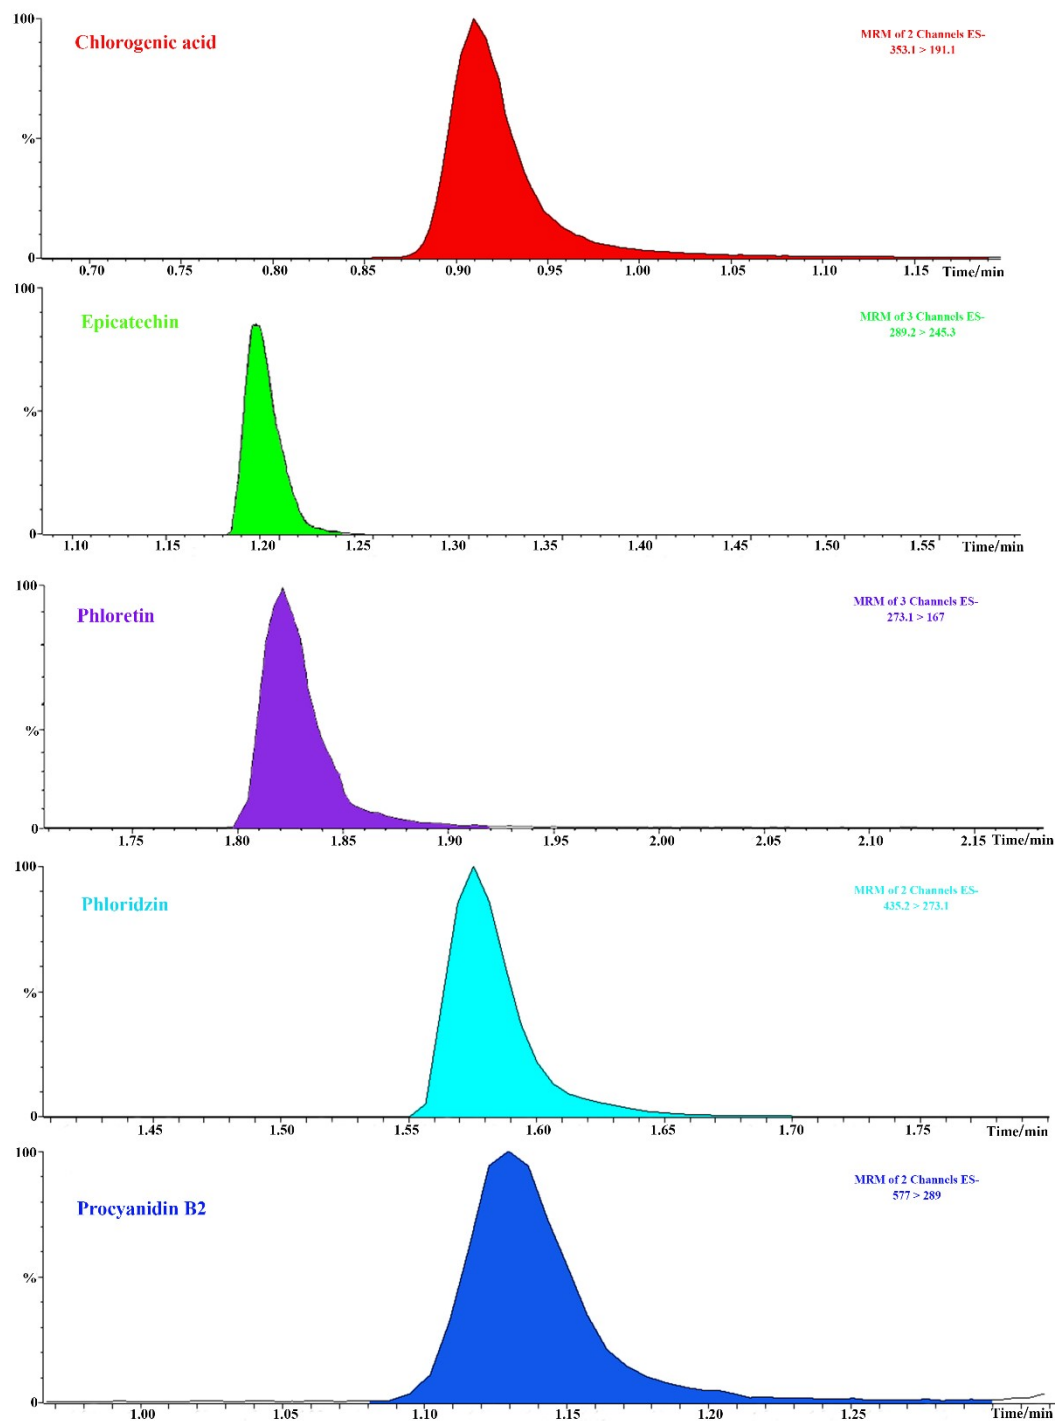 100
Chlorogenic acid
MRM of 2 Channels ES-
353.1 > 191.1
%
0
0.70 0.75 0.80 0.85 0.90 0.95 1.00 1.05 1.10 1.15 Time/min
100
Epicatechin
MRM of 3 Channels ES-
289.2 > 245.3
%
0
1.10 1.15 1.20 1.25 1.30 1.35 1.40 1.45 1.50 1.55 Time/min
100
Phloretin
MRM of 3 Channels ES-
273.1 > 167
%
0
1.75 1.80 1.85 1.90 1.95 2.00 2.05 2.10 2.15 Time/min
100
Phloridzin
MRM of 2 Channels ES-
435.2 > 273.1
%
0
1.45 1.50 1.55 1.60 1.65 1.70 1.75 Time/min
100
Procyanidin B2
MRM of 2 Channels ES-
577 > 289
%
0
1.00 1.05 1.10 1.15 1.20 1.25 Time/min